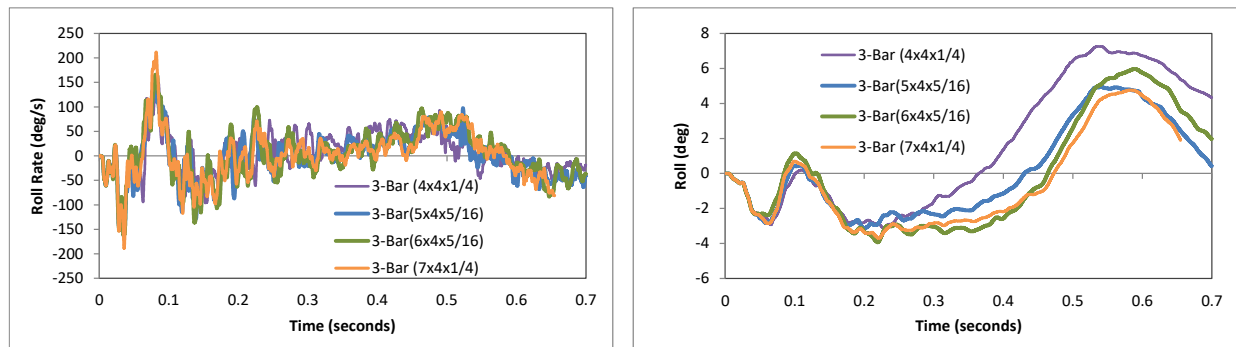 250
200
150
100
50
0
-50
-100
-150
-200
-250
Roll Rate (deg/s)
3-Bar (4x4x1/4)
3-Bar(5x4x5/16)
3-Bar(6x4x5/16)
3-Bar (7x4x1/4)
0 0.1 0.2 0.3 0.4 0.5 0.6 0.7
Time (seconds)
8
6
4
2
0
-2
-4
-6
Roll (deg)
3-Bar (4x4x1/4)
3-Bar(5x4x5/16)
3-Bar(6x4x5/16)
3-Bar (7x4x1/4)
0 0.1 0.2 0.3 0.4 0.5 0.6 0.7
Time (seconds)